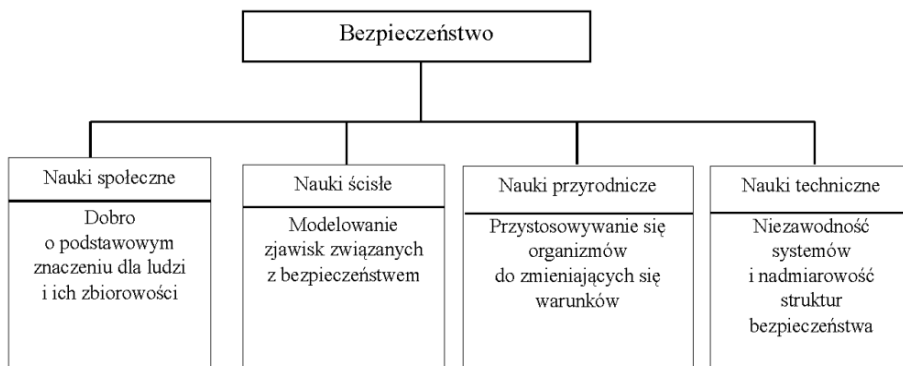 Bezpieczeństwo
Nauki społeczne
Dobro
o podstawowym
znaczeniu dla ludzi
i ich zbiorowości
Nauki ścisłe
Modelowanie
zjawisk związanych
z bezpieczeństwem
Nauki przyrodnicze
Przystosowywanie się
organizmów
do zmieniających się
warunków
Nauki techniczne
Niezawodność
systemów
i nadmiarowość
struktur
bezpieczeństwa